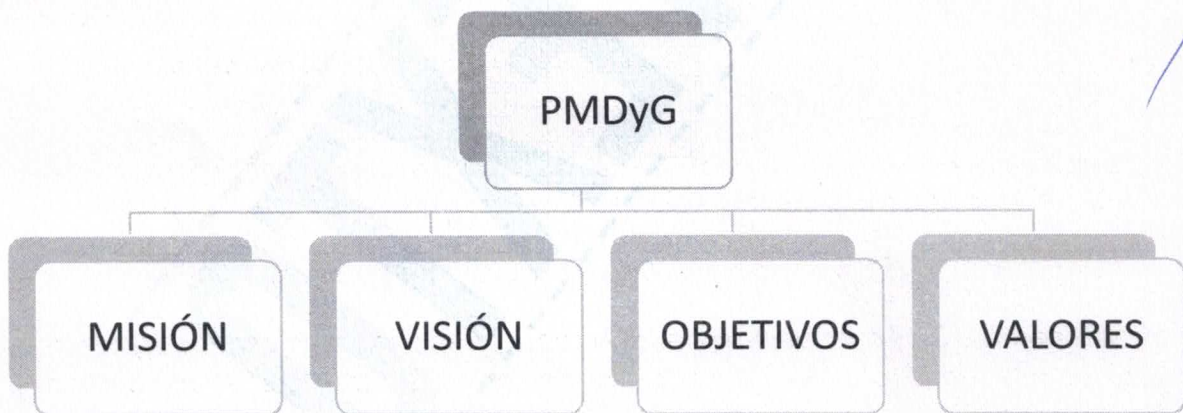 PMDyG
MISIÓN
VISIÓN
OBJETIVOS
VALORES